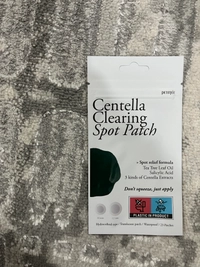 Centella
Clearing
Spot Patch
+ Spot solid formula
Tea Tree Leaf Oil
Salicylic Acid
5 kinds of Centella Extracts
Don't squeeze, just apply
PLASTIC IN PRODUCT